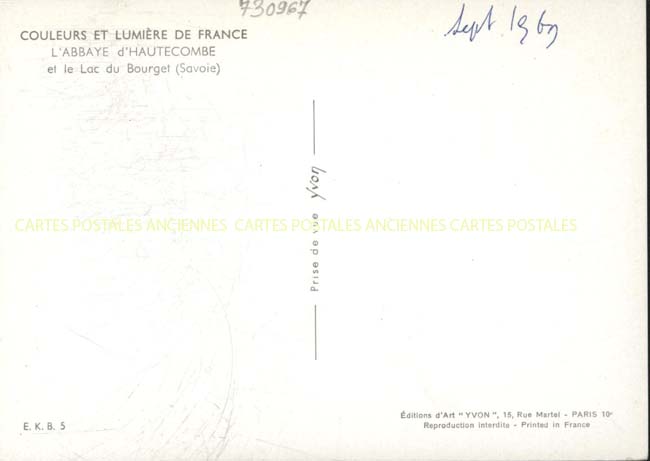 730967
Sept 1969
COULEURS ET LUMIÈRE DE FRANCE
L'ABBAYE d'HAUTECOMBE
et le Lac du Bourget (Savoie)
Prise de vue Yvon
CARTES POSTALES ANCIENNES CARTES POSTALES ANCIENNES CARTES POSTALES
E. K. B. 5
Éditions d'Art "YVON", 15, Rue Martel - PARIS 10e
Reproduction interdite - Printed in France